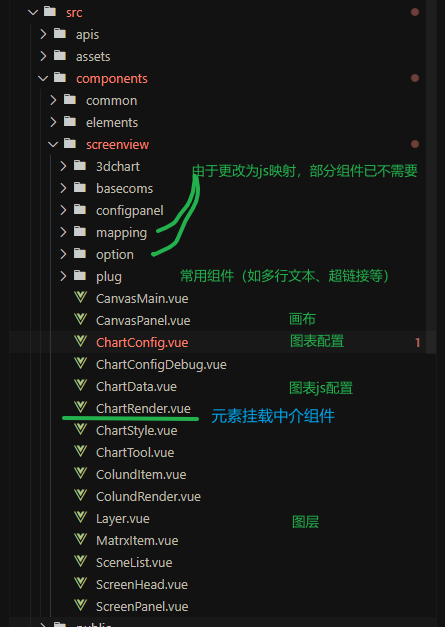 src
apis
assets
components
common
elements
screenview
3dchart
由于更改为js映射，部分组件已不需要
basecoms
configpanel
mapping
option
plug 常用组件（如多行文本、超链接等）
CanvasMain.vue
CanvasPanel.vue 画布
ChartConfig.vue 图表配置 1
ChartConfigDebug.vue
ChartData.vue 图表js配置
ChartRender.vue 元素挂载中介组件
ChartStyle.vue
ChartTool.vue
ColundItem.vue
ColundRender.vue
Layer.vue 图层
MatrxItem.vue
SceneList.vue
ScreenHead.vue
ScreenPanel.vue